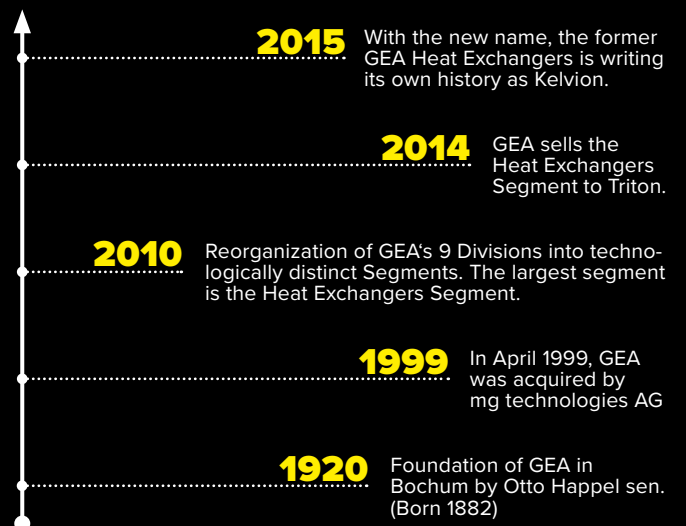 2015
With the new name, the former
GEA Heat Exchangers is writing
its own history as Kelvion.
2014
GEA sells the
Heat Exchangers
Segment to Triton.
2010
Reorganization of GEA‘s 9 Divisions into techno-
logically distinct Segments. The largest segment
is the Heat Exchangers Segment.
1999
In April 1999, GEA
was acquired by
mg technologies AG
1920
Foundation of GEA in
Bochum by Otto Happel sen.
(Born 1882)